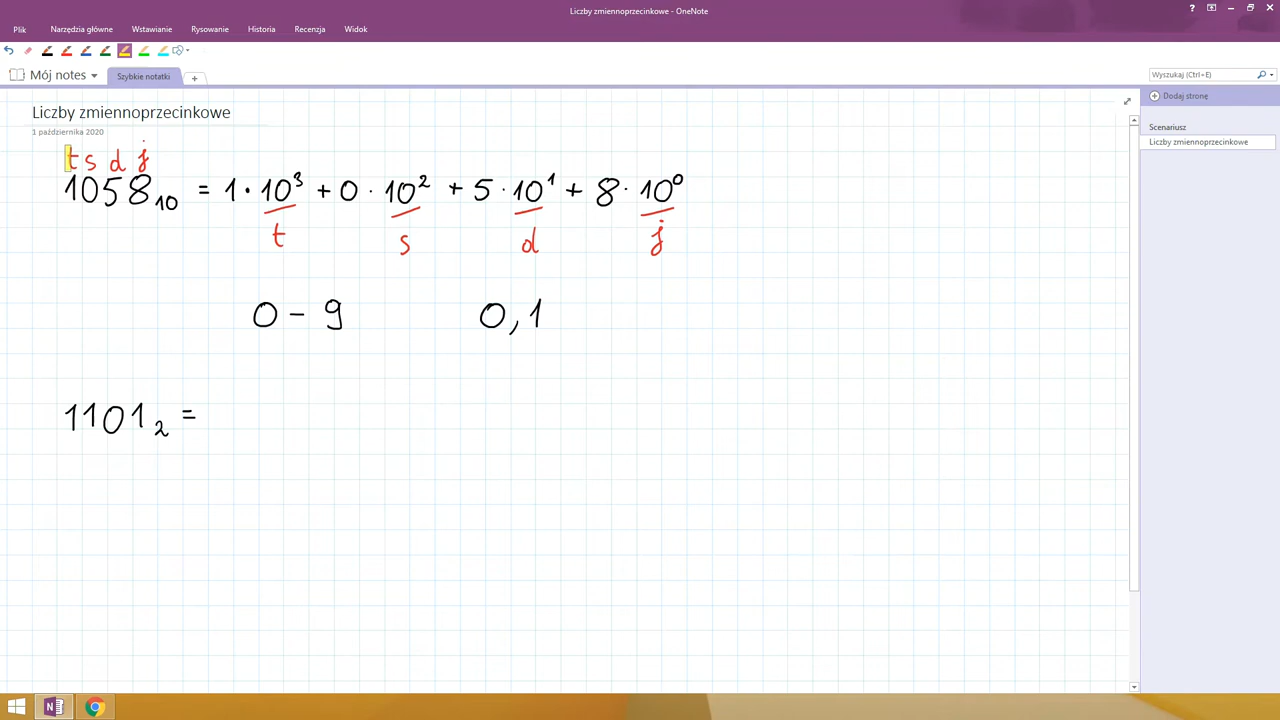 Liczby zmiennoprzecinkowe - OneNote
Plik Narzędzia główne Wstawianie Rysowanie Historia Recenzja Widok
Mój notes Szybkie notatki
Wyszukaj (Ctrl+E)
Dodaj stronę
Scenariusz
Liczby zmiennoprzecinkowe
Liczby zmiennoprzecinkowe
1 października 2020
t s d j
1058₁₀ = 1·10³ + 0·10² + 5·10¹ + 8·10⁰
t s d j
0 - 9 0,1
1101₂ =